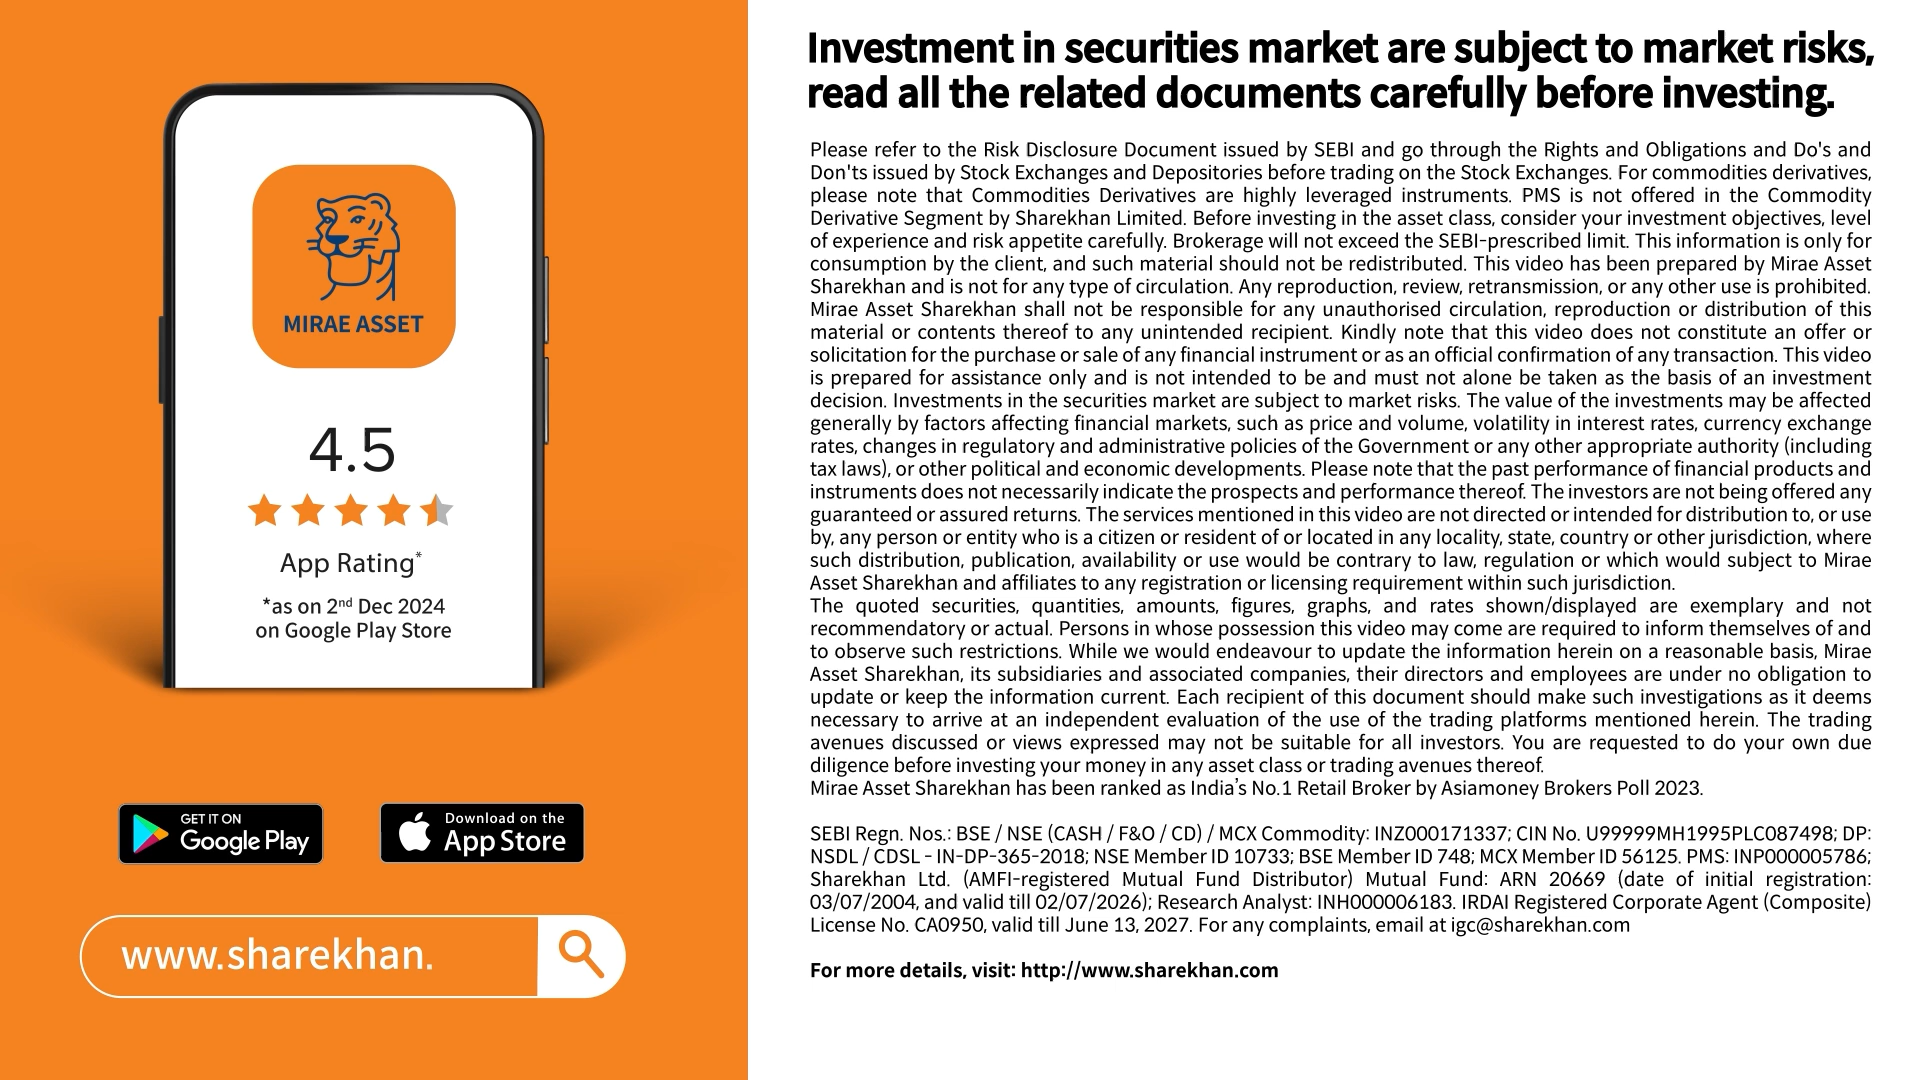 MIRAE ASSET
4.5
App Rating*
*as on 2nd Dec 2024
on Google Play Store
GET IT ON
Google Play
Download on the
App Store
www.sharekhan.
Investment in securities market are subject to market risks,
read all the related documents carefully before investing.
Please refer to the Risk Disclosure Document issued by SEBI and go through the Rights and Obligations and Do's and
Don'ts issued by Stock Exchanges and Depositories before trading on the Stock Exchanges. For commodities derivatives,
please note that Commodities Derivatives are highly leveraged instruments. PMS is not offered in the Commodity
Derivative Segment by Sharekhan Limited. Before investing in the asset class, consider your investment objectives, level
of experience and risk appetite carefully. Brokerage will not exceed the SEBI-prescribed limit. This information is only for
consumption by the client, and such material should not be redistributed. This video has been prepared by Mirae Asset
Sharekhan and is not for any type of circulation. Any reproduction, review, retransmission, or any other use is prohibited.
Mirae Asset Sharekhan shall not be responsible for any unauthorised circulation, reproduction or distribution of this
material or contents thereof to any unintended recipient. Kindly note that this video does not constitute an offer or
solicitation for the purchase or sale of any financial instrument or as an official confirmation of any transaction. This video
is prepared for assistance only and is not intended to be and must not alone be taken as the basis of an investment
decision. Investments in the securities market are subject to market risks. The value of the investments may be affected
generally by factors affecting financial markets, such as price and volume, volatility in interest rates, currency exchange
rates, changes in regulatory and administrative policies of the Government or any other appropriate authority (including
tax laws), or other political and economic developments. Please note that the past performance of financial products and
instruments does not necessarily indicate the prospects and performance thereof. The investors are not being offered any
guaranteed or assured returns. The services mentioned in this video are not directed or intended for distribution to, or use
by, any person or entity who is a citizen or resident of or located in any locality, state, country or other jurisdiction, where
such distribution, publication, availability or use would be contrary to law, regulation or which would subject to Mirae
Asset Sharekhan and affiliates to any registration or licensing requirement within such jurisdiction.
The quoted securities, quantities, amounts, figures, graphs, and rates shown/displayed are exemplary and not
recommendatory or actual. Persons in whose possession this video may come are required to inform themselves of and
to observe such restrictions. While we would endeavour to update the information herein on a reasonable basis, Mirae
Asset Sharekhan, its subsidiaries and associated companies, their directors and employees are under no obligation to
update or keep the information current. Each recipient of this document should make such investigations as it deems
necessary to arrive at an independent evaluation of the use of the trading platforms mentioned herein. The trading
avenues discussed or views expressed may not be suitable for all investors. You are requested to do your own due
diligence before investing your money in any asset class or trading avenues thereof.
Mirae Asset Sharekhan has been ranked as India's No.1 Retail Broker by Asiamoney Brokers Poll 2023.
SEBI Regn. Nos.: BSE / NSE (CASH / F&O / CD) / MCX Commodity: INZ000171337; CIN No. U99999MH1995PLC087498; DP:
NSDL / CDSL - IN-DP-365-2018; NSE Member ID 10733; BSE Member ID 748; MCX Member ID 56125. PMS: INP000005786;
Sharekhan Ltd. (AMFI-registered Mutual Fund Distributor) Mutual Fund: ARN 20669 (date of initial registration:
03/07/2004, and valid till 02/07/2026); Research Analyst: INH000006183. IRDAI Registered Corporate Agent (Composite)
License No. CA0950, valid till June 13, 2027. For any complaints, email at igc@sharekhan.com
For more details, visit: http://www.sharekhan.com